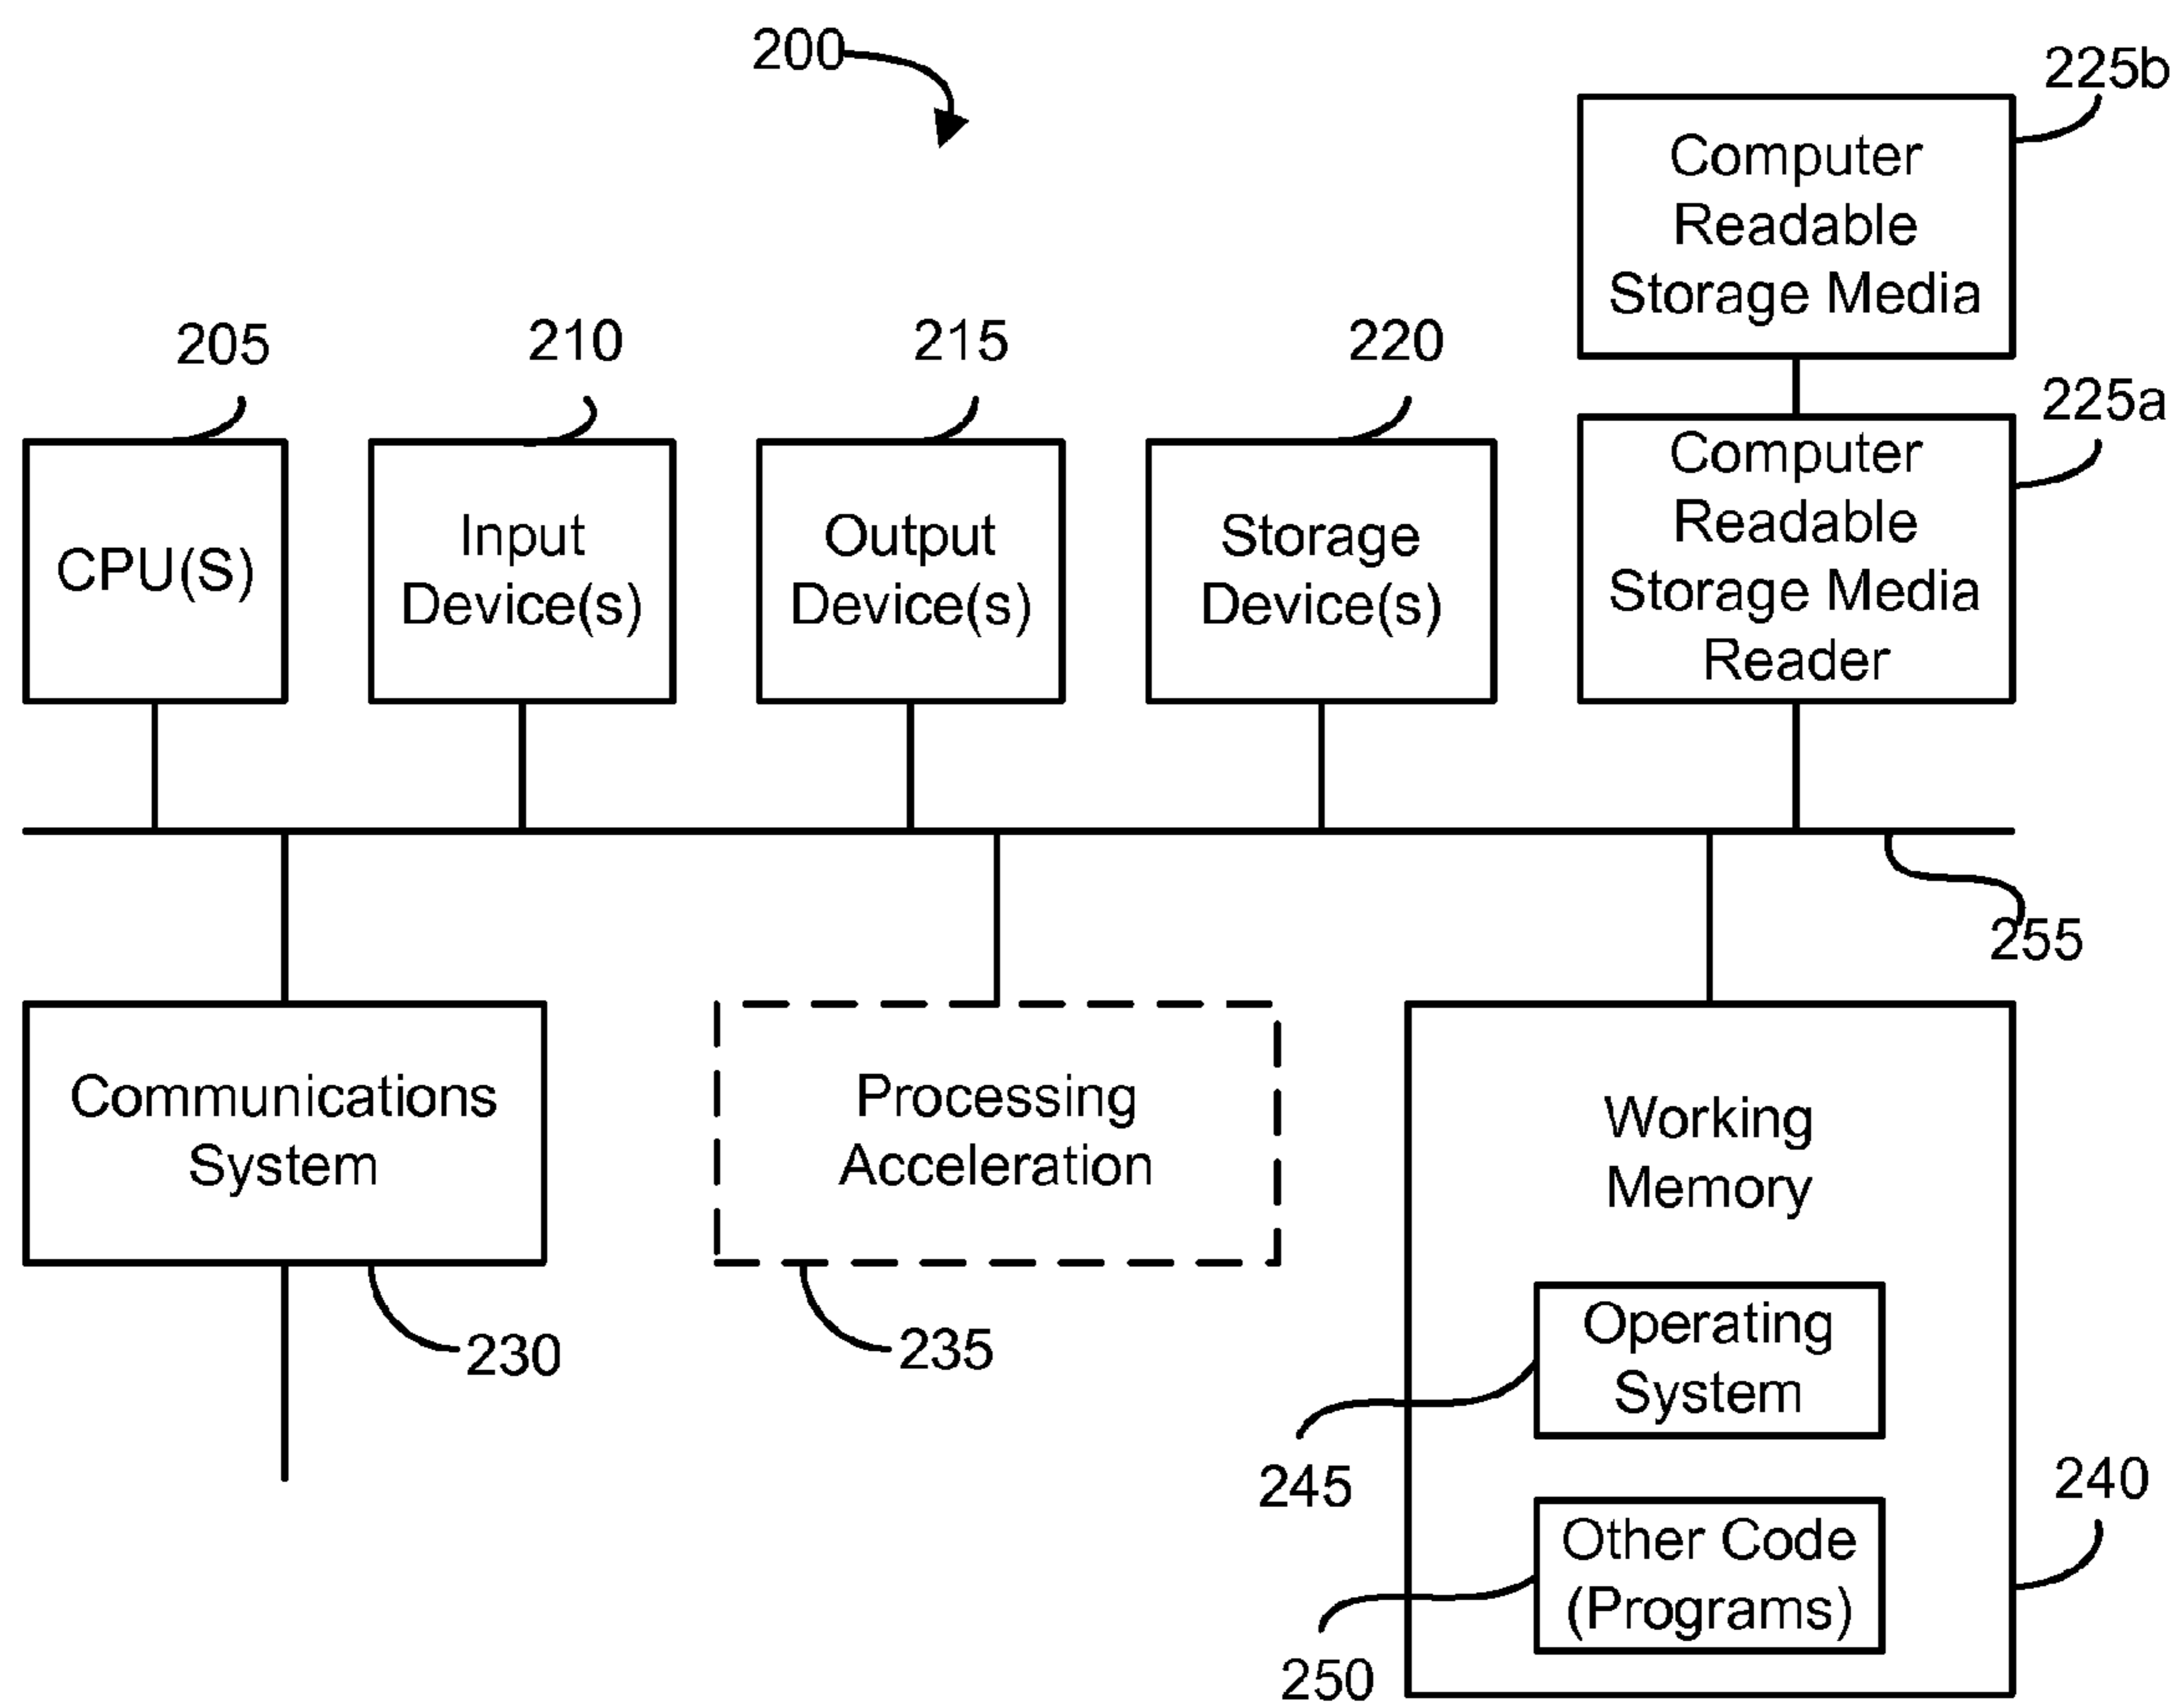 200
225b
Computer
Readable
Storage Media
205
210
215
220
225a
CPU(S)
Input
Device(s)
Output
Device(s)
Storage
Device(s)
Computer
Readable
Storage Media
Reader
255
Communications
System
230
Processing
Acceleration
235
Working
Memory
Operating
System
245
240
Other Code
(Programs)
250